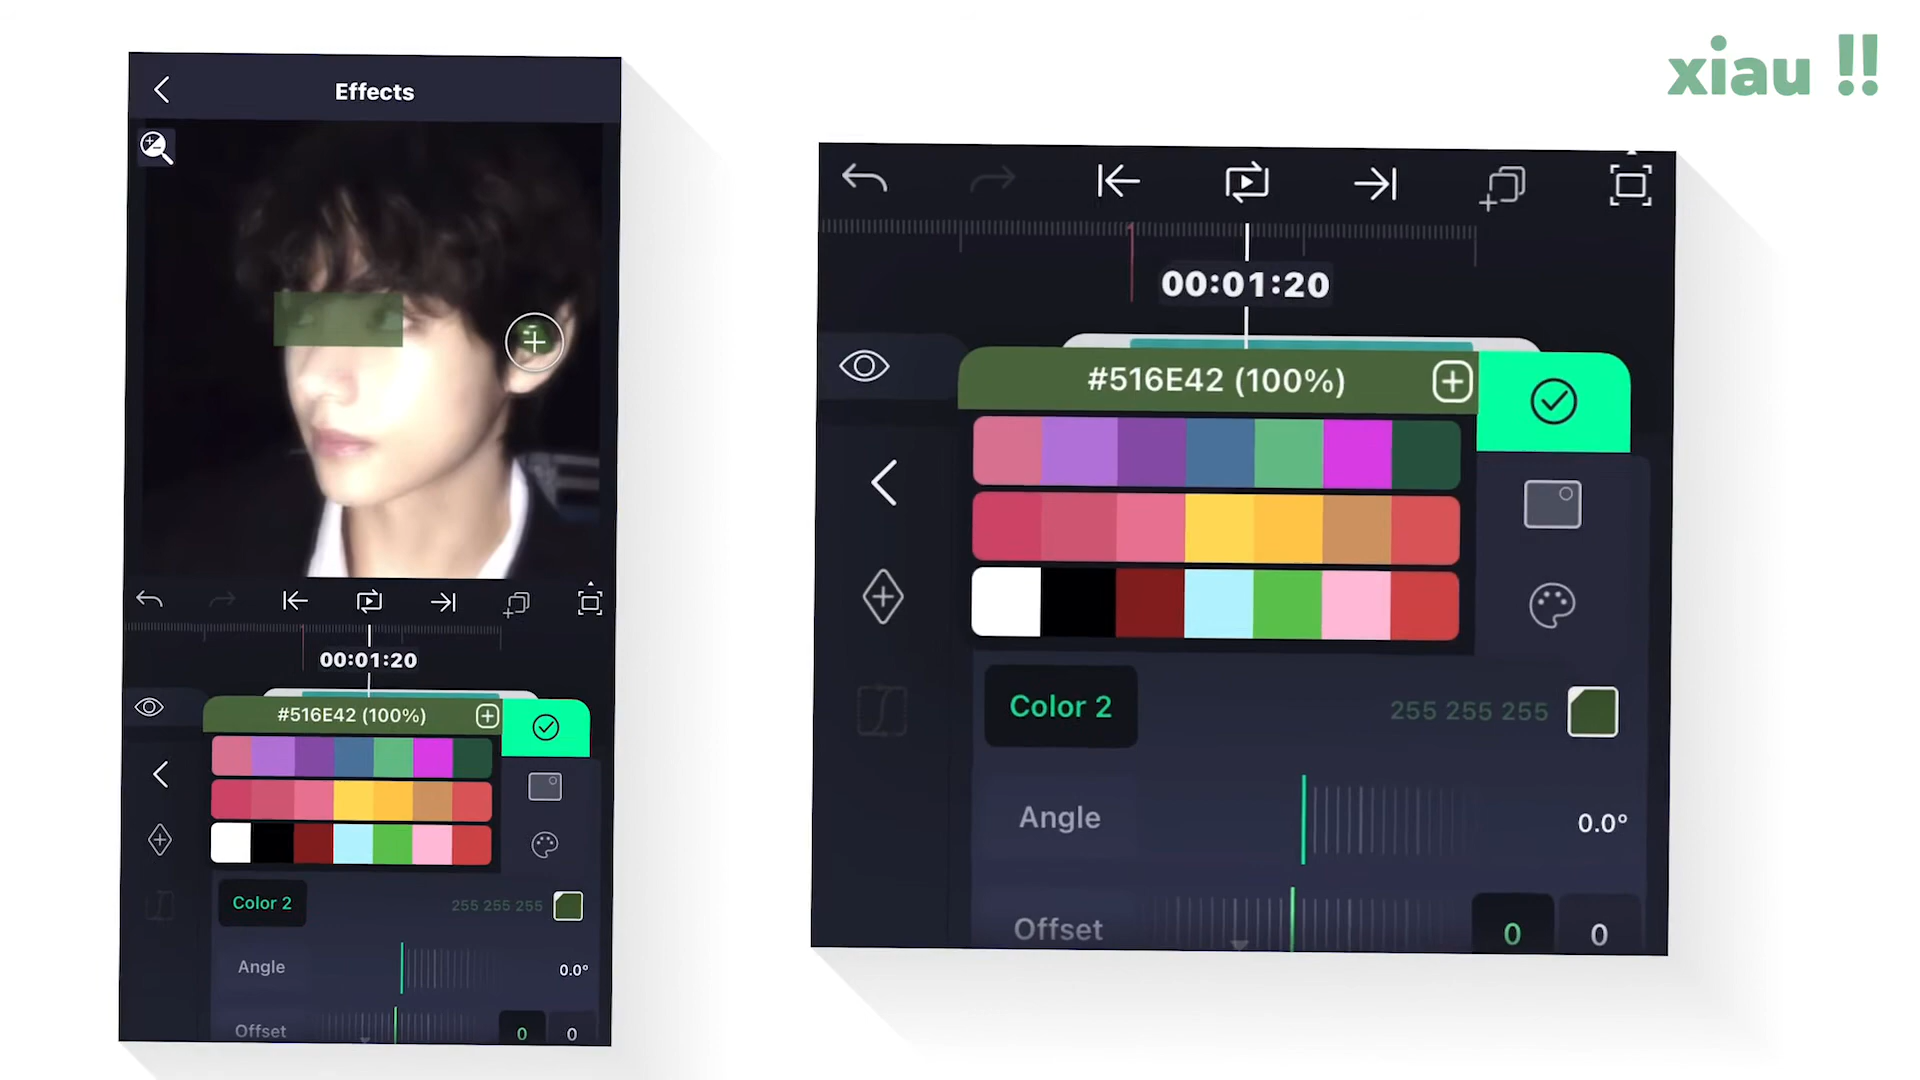 xiau !!
Effects
00:01:20
#516E42 (100%)
Color 2
255 255 255
Angle
0.0°
Offset
0
0
00:01:20
#516E42 (100%)
Color 2
255 255 255
Angle
0.0°
Offset
0
0